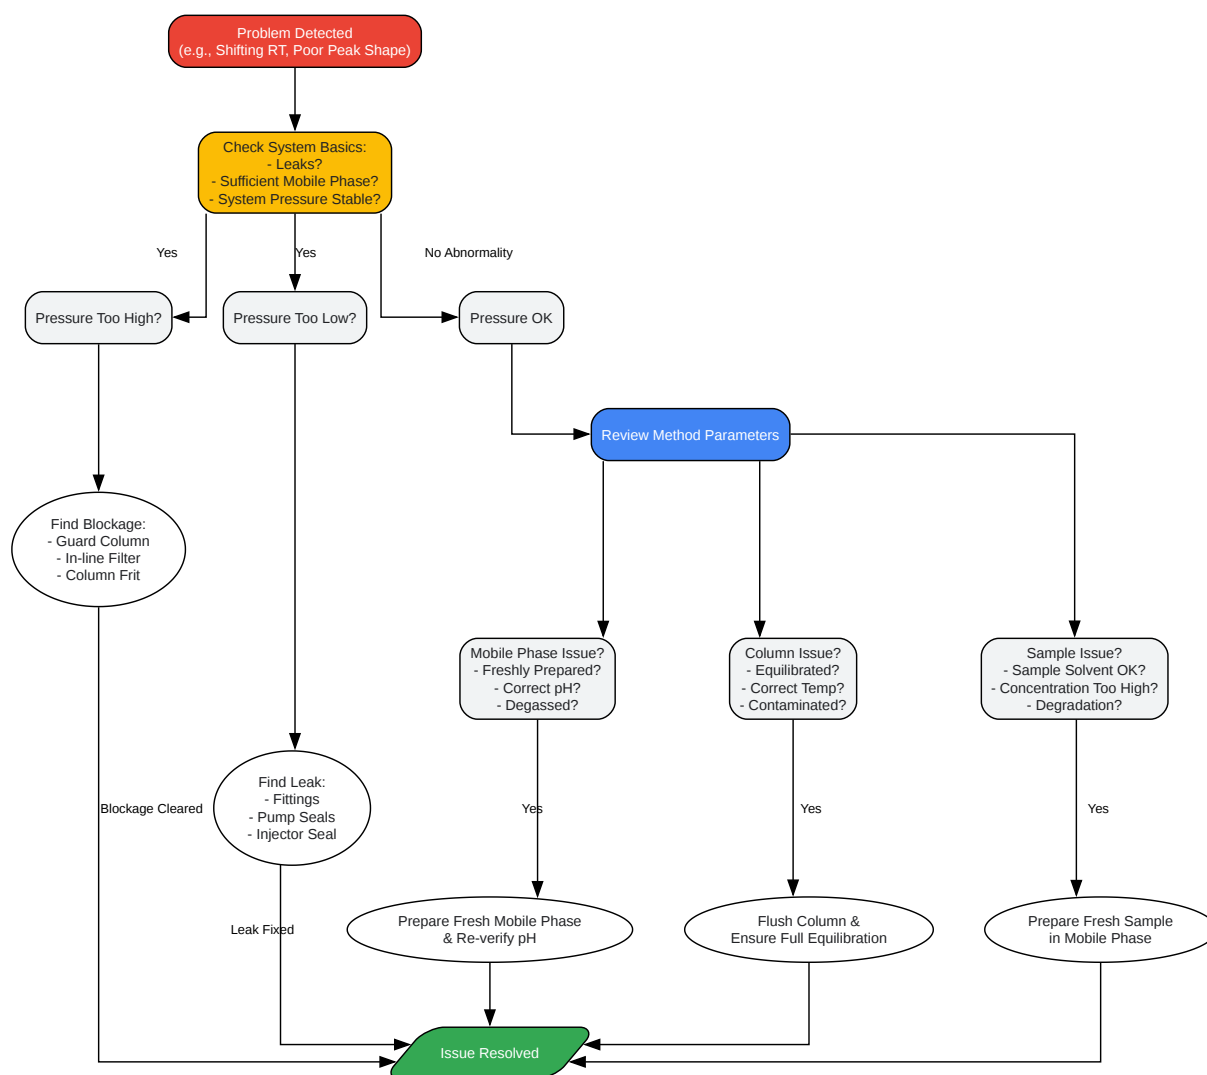 Problem Detected
(e.g., Shifting RT, Poor Peak Shape)
Check System Basics:
- Leaks?
- Sufficient Mobile Phase?
- System Pressure Stable?
Yes
Yes
No Abnormality
Pressure Too High?
Pressure Too Low?
Pressure OK
Review Method Parameters
Find Blockage:
- Guard Column
- In-line Filter
- Column Frit
Mobile Phase Issue?
- Freshly Prepared?
- Correct pH?
- Degassed?
Column Issue?
- Equilibrated?
- Correct Temp?
- Contaminated?
Sample Issue?
- Sample Solvent OK?
- Concentration Too High?
- Degradation?
Blockage Cleared
Find Leak:
- Fittings
- Pump Seals
- Injector Seal
Yes
Yes
Yes
Leak Fixed
Prepare Fresh Mobile Phase
& Re-verify pH
Flush Column &
Ensure Full Equilibration
Prepare Fresh Sample
in Mobile Phase
Issue Resolved